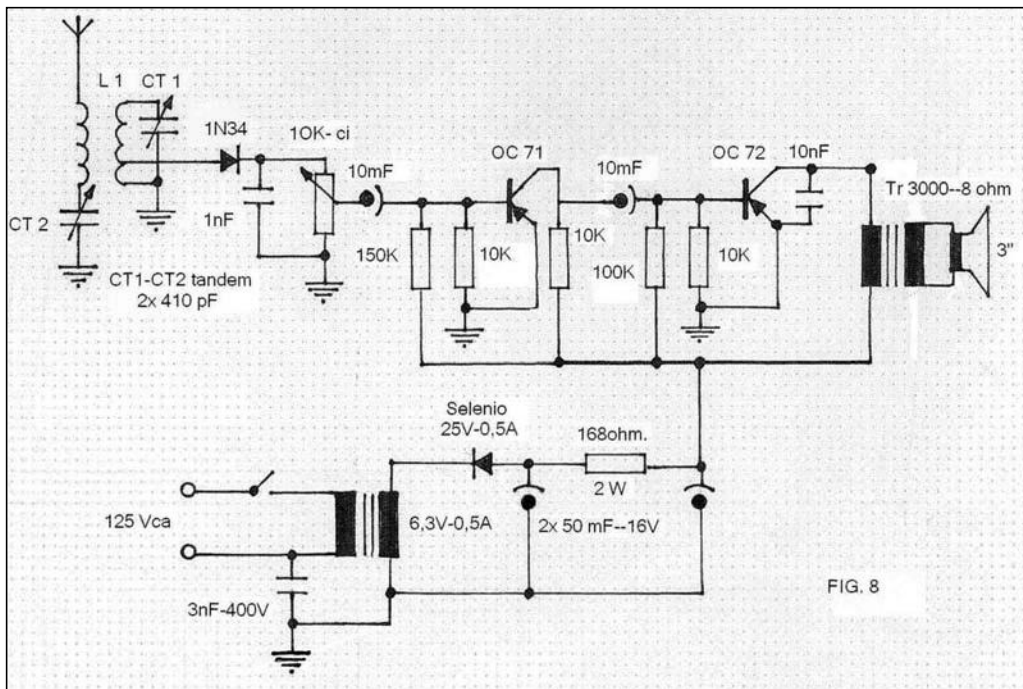 L 1
CT 1
1N34
10K- ci
10mF
OC 71
10mF
OC 72
10nF
Tr 3000--8 ohm
CT 2
1nF
150K
10K
10K
100K
10K
3"
CT1-CT2 tandem
2x 410 pF
Selenio
25V-0,5A
168ohm.
2 W
125 Vca
6,3V-0,5A
2x 50 mF--16V
3nF-400V
FIG. 8